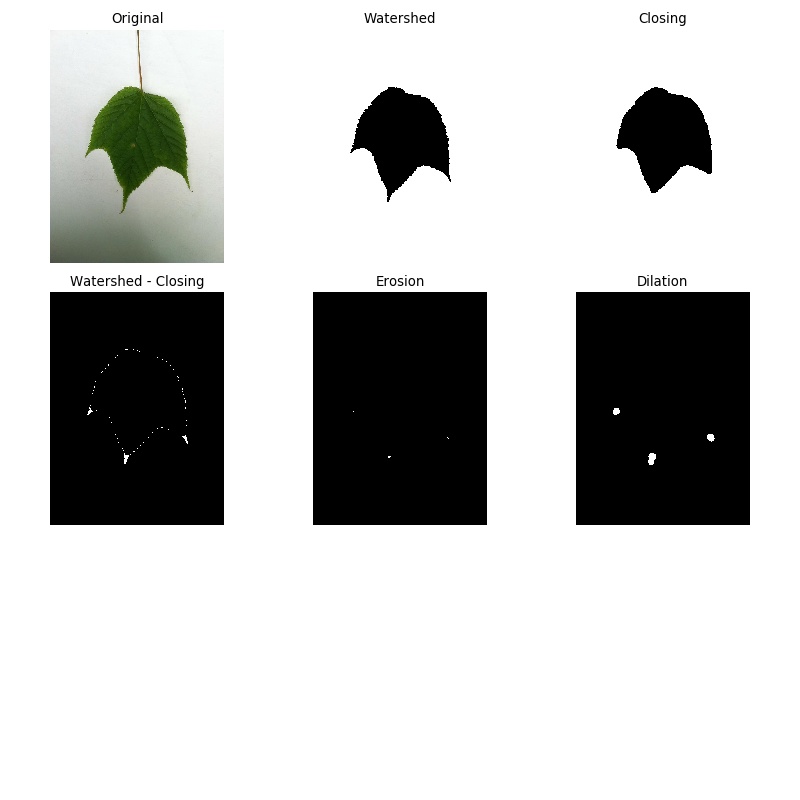 Original
Watershed
Closing
Watershed - Closing
Erosion
Dilation